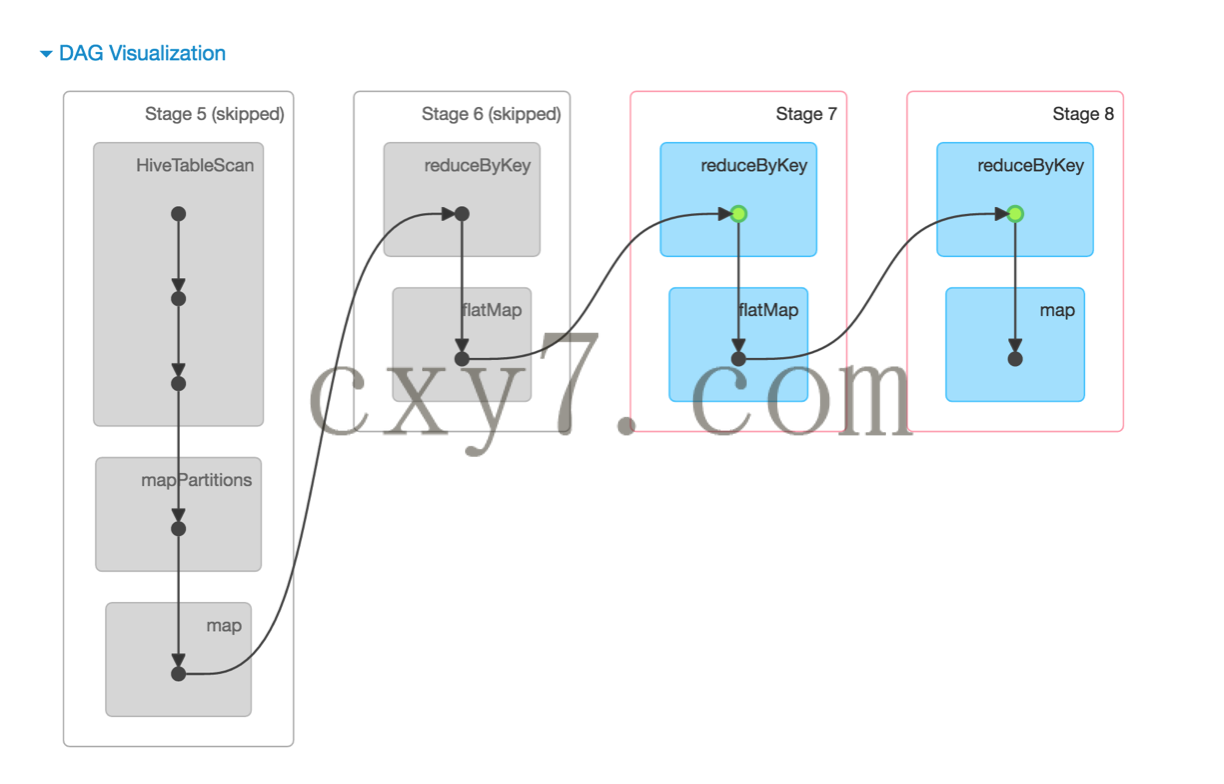 DAG Visualization
Stage 5 (skipped)
HiveTableScan
mapPartitions
map
Stage 6 (skipped)
reduceByKey
flatMap
Stage 7
reduceByKey
flatMap
Stage 8
reduceByKey
map
cxy7.com